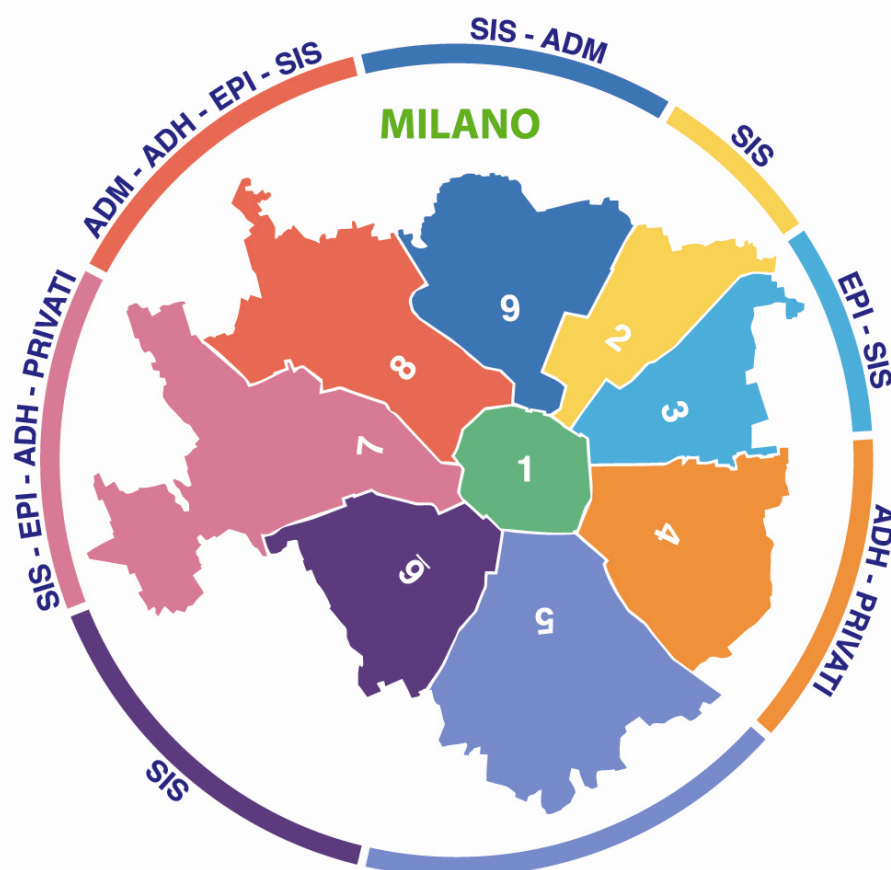 SIS - ADM
ADM - ADH - EPI - SIS
SIS
MILANO
EPI - SIS
SIS - EPI - ADH - PRIVATI
9
2
8
3
7
1
4
6
5
ADH - PRIVATI
SIS